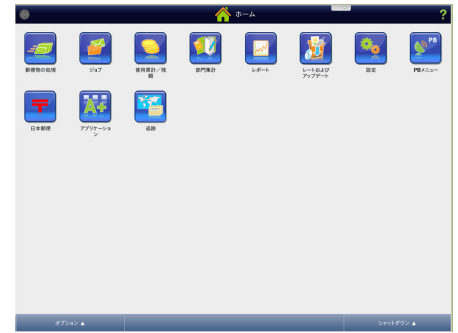 ホーム
?
PB
郵便物の処理
ジョブ
使用累計／残
額
部門集計
レポート
レートおよび
アップデート
設定
PBメニュー
〒
A+
日本郵便
アプリケーショ
ン
追跡
オプション ▲
シャットダウン ▲